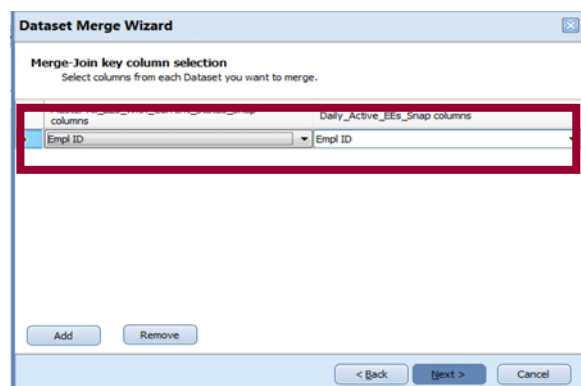 Dataset Merge Wizard
Merge-Join key column selection
Select columns from each Dataset you want to merge.
columns
Daily_Active_EEs_Snap columns
Empl ID
Empl ID
Add
Remove
< Back
Next >
Cancel